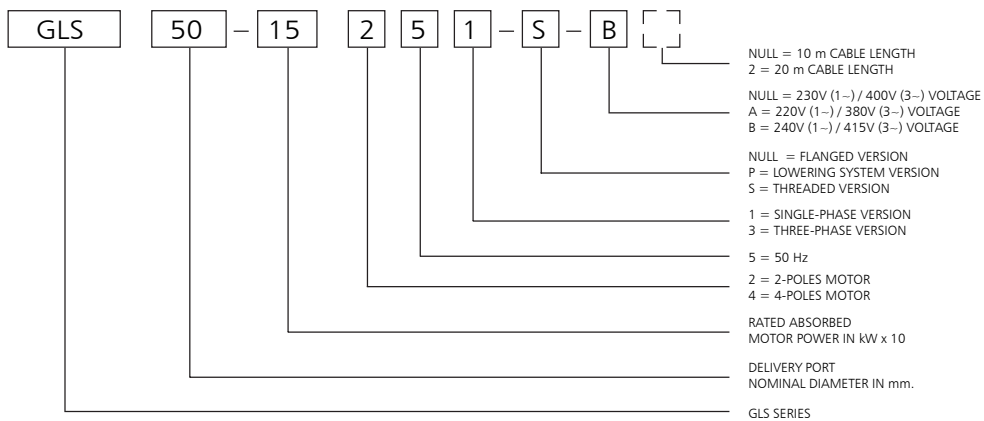 GLS 50 – 15 2 5 1 – S – B
NULL = 10 m CABLE LENGTH
2 = 20 m CABLE LENGTH
NULL = 230V (1~) / 400V (3~) VOLTAGE
A = 220V (1~) / 380V (3~) VOLTAGE
B = 240V (1~) / 415V (3~) VOLTAGE
NULL = FLANGED VERSION
P = LOWERING SYSTEM VERSION
S = THREADED VERSION
1 = SINGLE-PHASE VERSION
3 = THREE-PHASE VERSION
5 = 50 Hz
2 = 2-POLES MOTOR
4 = 4-POLES MOTOR
RATED ABSORBED
MOTOR POWER IN kW x 10
DELIVERY PORT
NOMINAL DIAMETER IN mm.
GLS SERIES